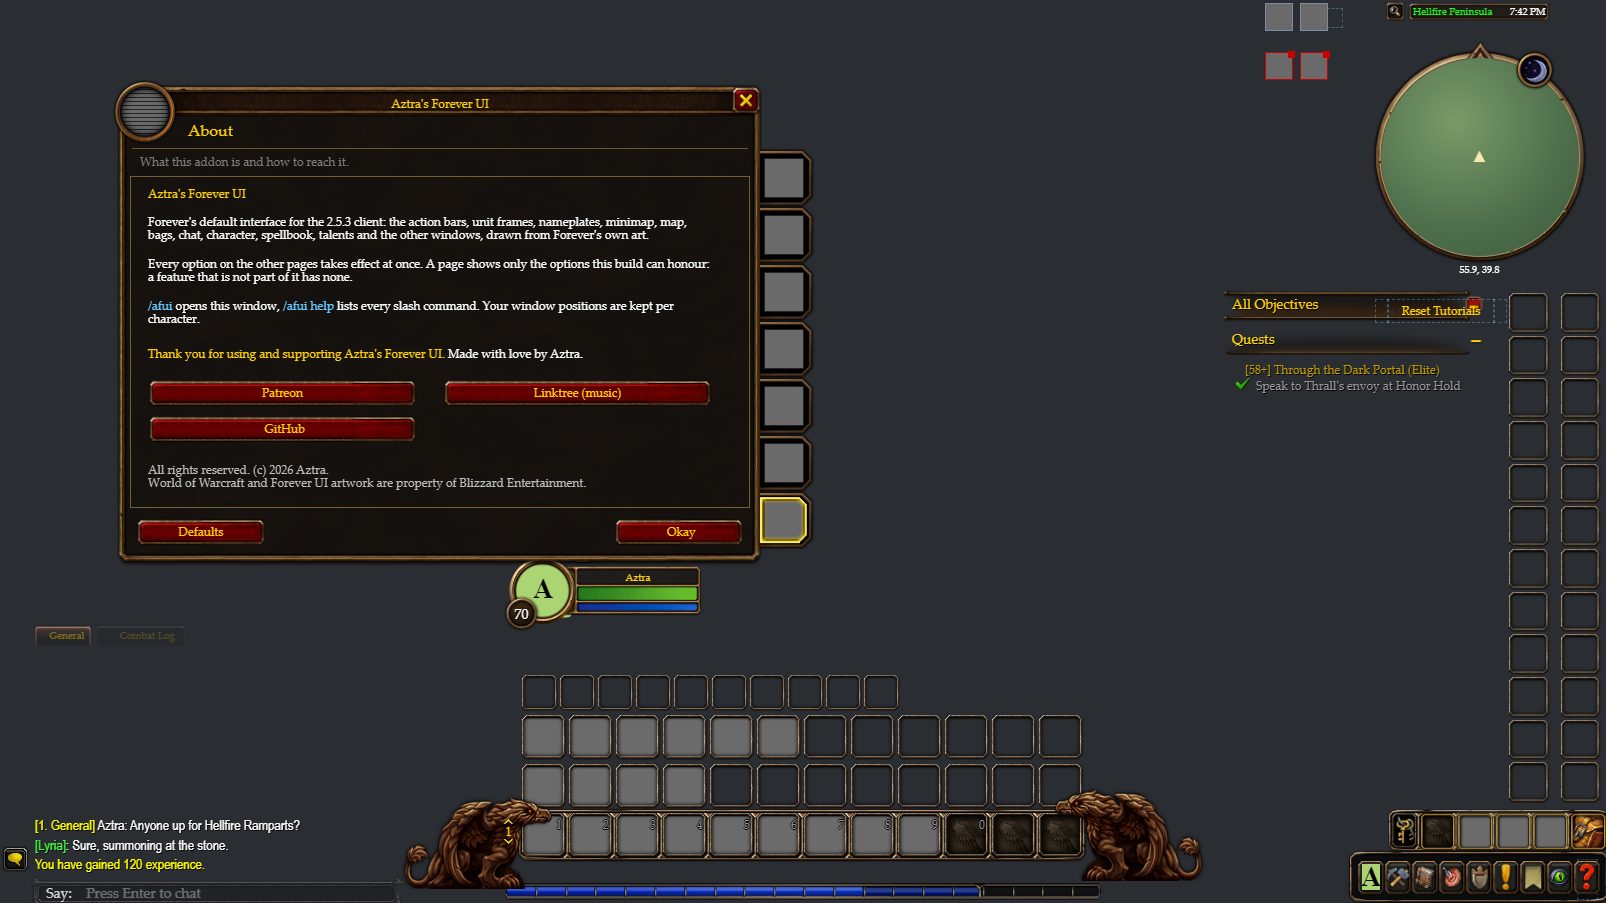 Hellfire Peninsula 7:42 PM
Aztra's Forever UI
About
What this addon is and how to reach it.
Aztra's Forever UI
Forever's default interface for the 2.5.3 client: the action bars, unit frames, nameplates, minimap, map,
bags, chat, character, spellbook, talents and the other windows, drawn from Forever's own art.
Every option on the other pages takes effect at once. A page shows only the options this build can honour:
a feature that is not part of it has none.
/afui opens this window, /afui help lists every slash command. Your window positions are kept per
character.
Thank you for using and supporting Aztra's Forever UI. Made with love by Aztra.
Patreon
Linktree (music)
GitHub
All rights reserved. (c) 2026 Aztra.
World of Warcraft and Forever UI artwork are property of Blizzard Entertainment.
Defaults
Okay
55.9, 39.8
All Objectives
Reset Tutorials
Quests
[58+] Through the Dark Portal (Elite)
Speak to Thrall's envoy at Honor Hold
A
Aztra
70
General
Combat Log
[1. General] Aztra: Anyone up for Hellfire Ramparts?
[Lyria]: Sure, summoning at the stone.
You have gained 120 experience.
Say: Press Enter to chat
1
1 2 3 4 5 6 7 8 9 0
A